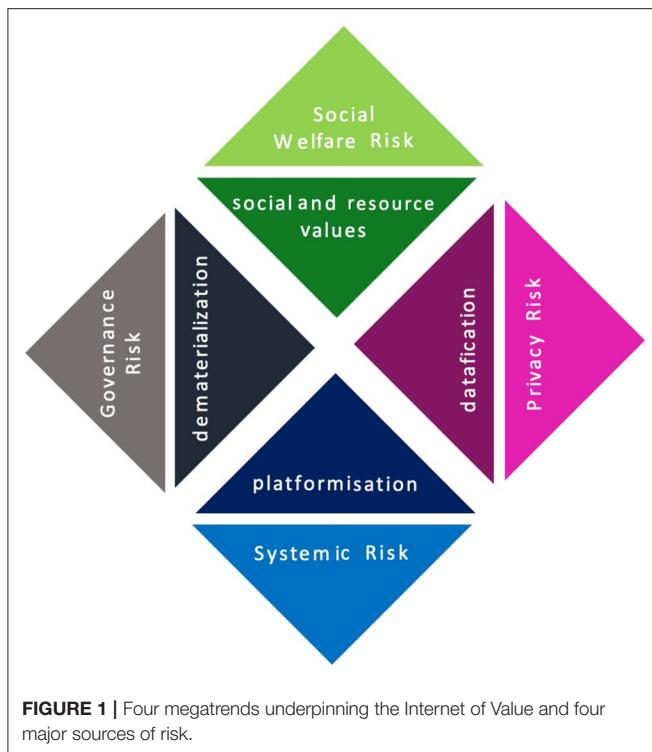 Social
Welfare Risk
social and resource
values
Governance
Risk
dematerialization
datafication
Privacy Risk
platformisation
Systemic Risk
FIGURE 1 | Four megatrends underpinning the Internet of Value and four
major sources of risk.